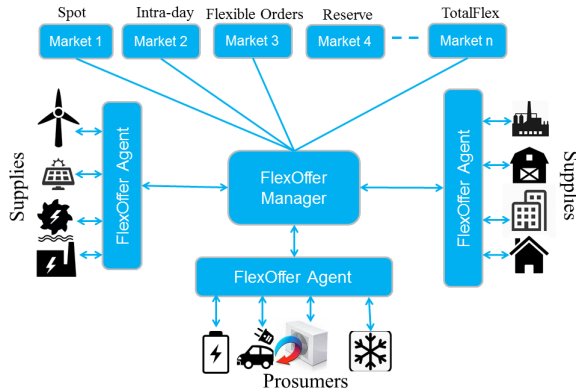 Spot Intra-day Flexible Orders Reserve TotalFlex
Market 1 Market 2 Market 3 Market 4 Market n
Supplies
FlexOffer Agent
FlexOffer
Manager
FlexOffer Agent
Supplies
FlexOffer Agent
Prosumers